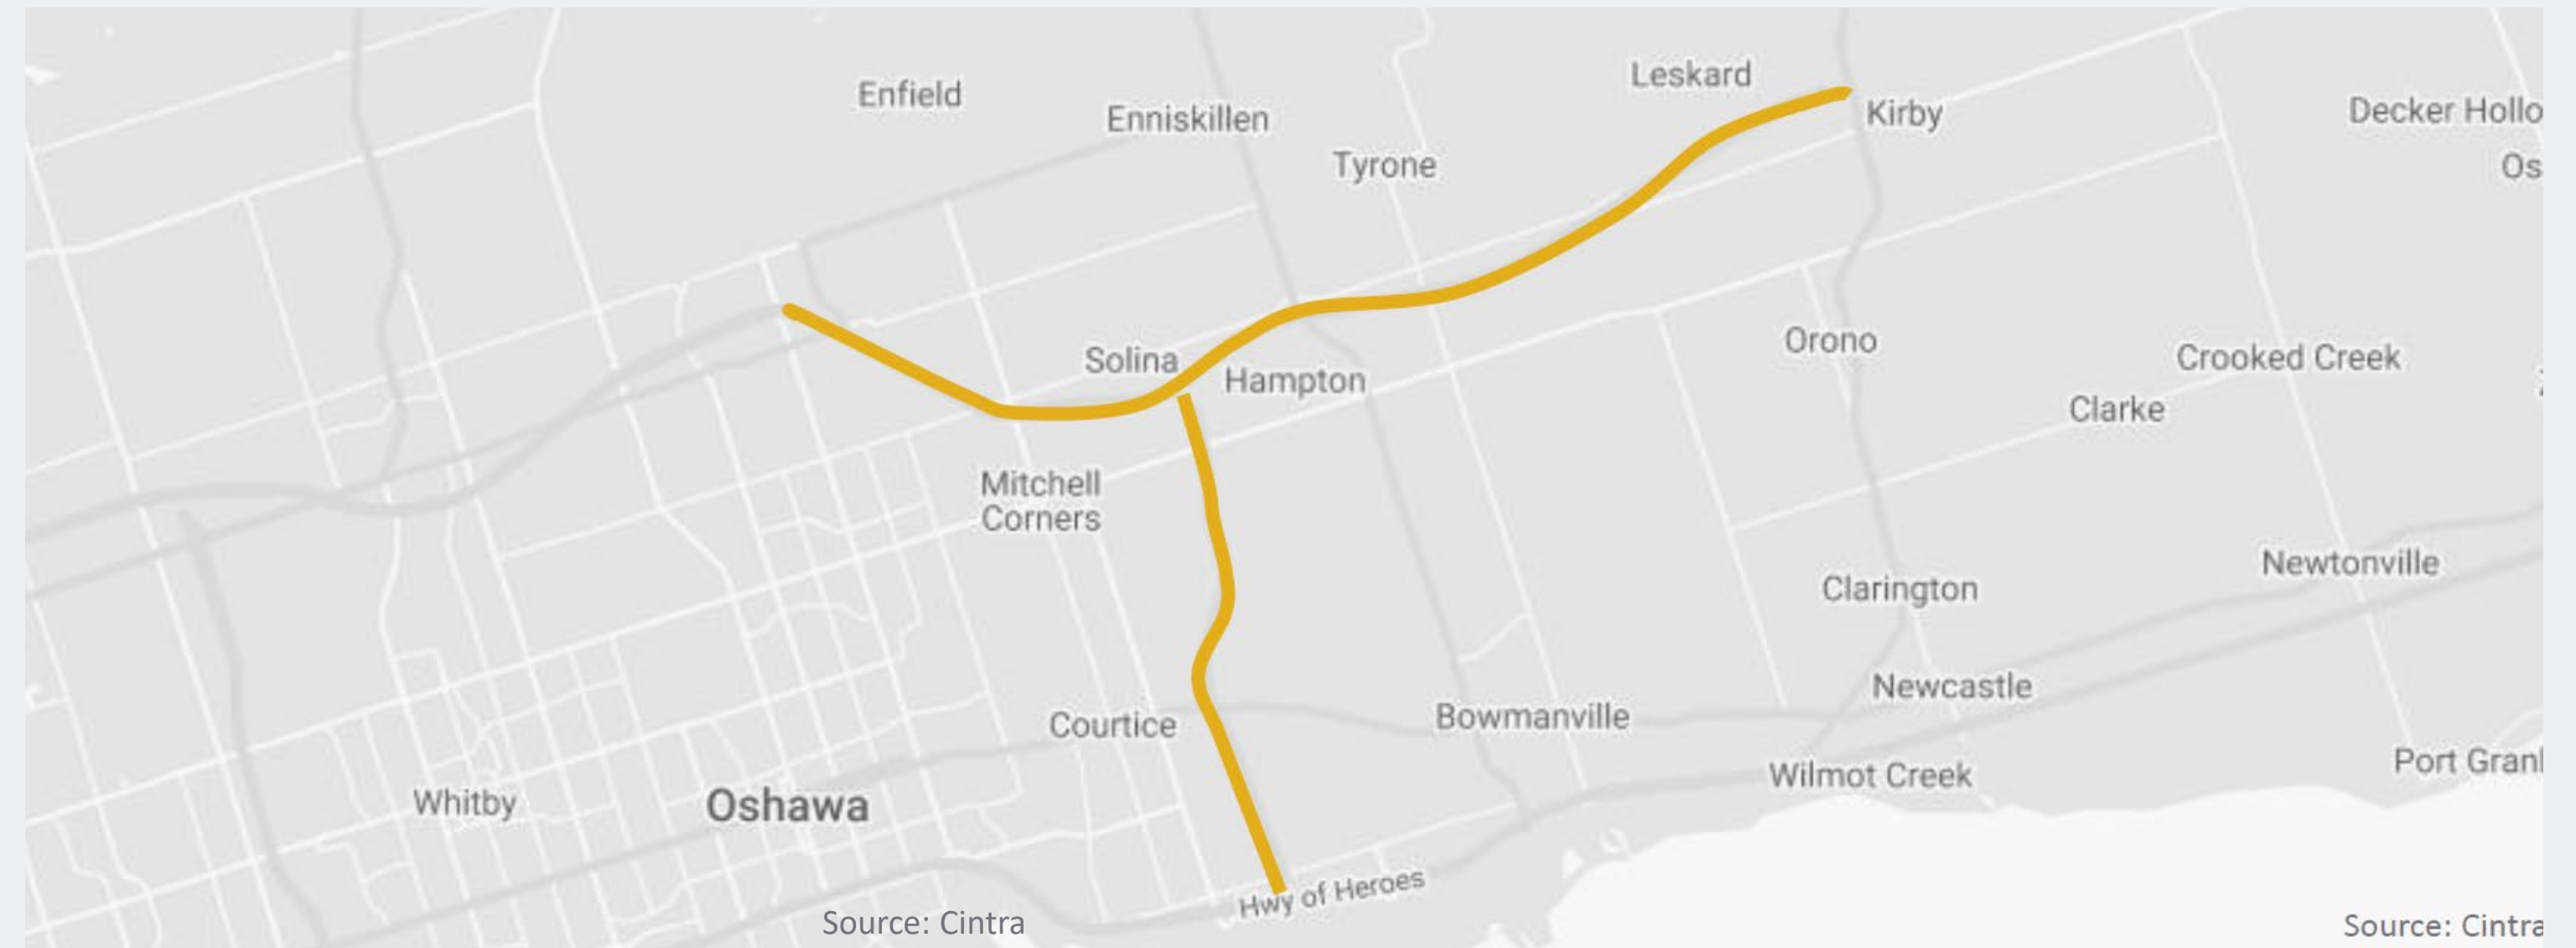 Leskard
Enfield
Decker Hollo
Kirby
Enniskillen
Tyrone
Os
Orono
Crooked Creek
Solina
Hampton
Clarke
Mitchell
Corners
Newtonville
Clarington
Newcastle
Bowmanville
Courtice
Port Gran
Wilmot Creek
Whitby
Oshawa
Hwy of Heroes
Source: Cintra
Source: Cintra